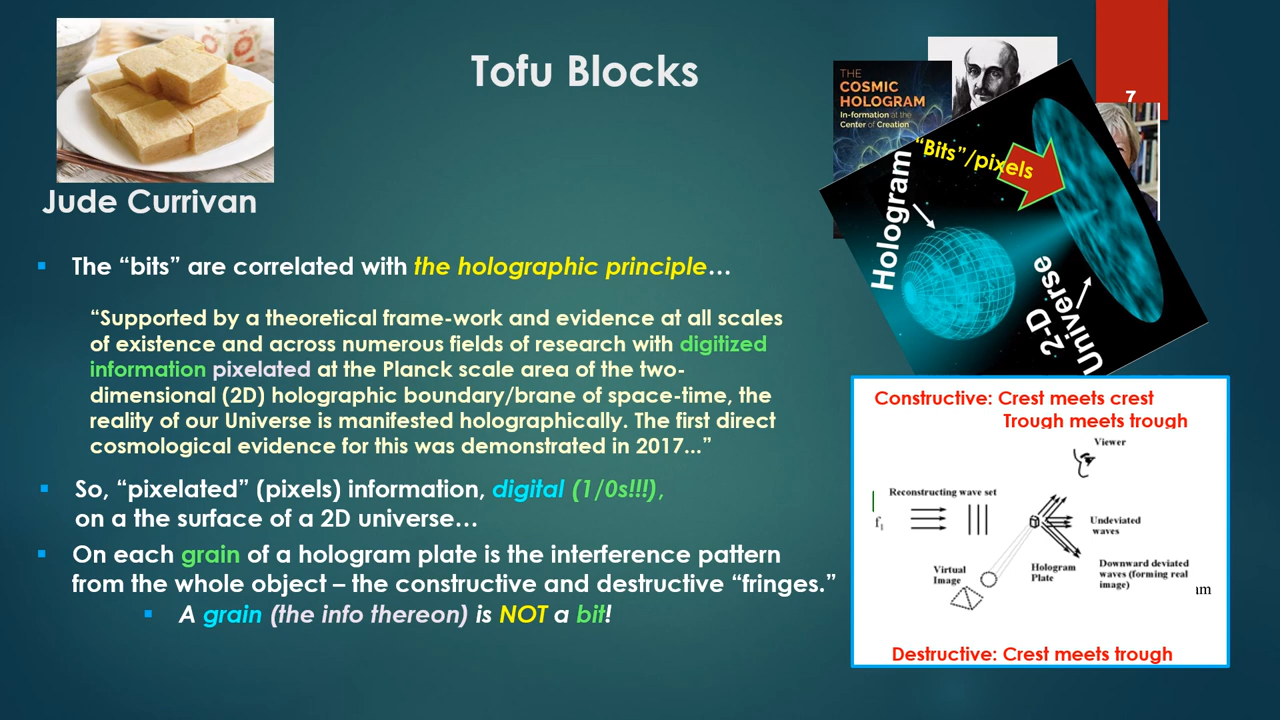 Tofu Blocks
7
THE
COSMIC
HOLOGRAM
In-formation at the
Center of Creation
"Bits"/pixels
Hologram
2-D
Universe
Jude Currivan
The “bits” are correlated with the holographic principle…
“Supported by a theoretical frame-work and evidence at all scales
of existence and across numerous fields of research with digitized
information pixelated at the Planck scale area of the two-
dimensional (2D) holographic boundary/brane of space-time, the
reality of our Universe is manifested holographically. The first direct
cosmological evidence for this was demonstrated in 2017...”
So, “pixelated” (pixels) information, digital (1/0s!!!),
on a the surface of a 2D universe…
On each grain of a hologram plate is the interference pattern
from the whole object – the constructive and destructive “fringes.”
A grain (the info thereon) is NOT a bit!
Constructive: Crest meets crest
Trough meets trough
Viewer
Reconstructing wave set
f1
Undeviated
waves
Virtual
Image
Hologram
Plate
Downward deviated
waves (forming real
image)
Destructive: Crest meets trough